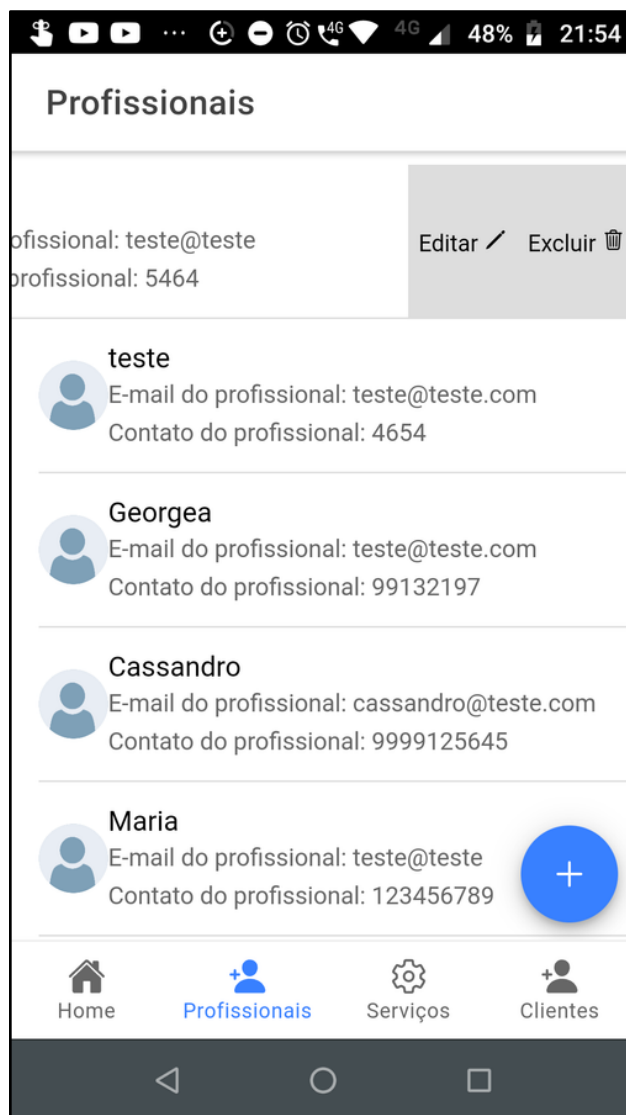 4G 4G 48% 21:54
Profissionais
ofissional: teste@teste
profissional: 5464
Editar Excluir
teste
E-mail do profissional: teste@teste.com
Contato do profissional: 4654
Georgea
E-mail do profissional: teste@teste.com
Contato do profissional: 99132197
Cassandro
E-mail do profissional: cassandro@teste.com
Contato do profissional: 9999125645
Maria
E-mail do profissional: teste@teste
Contato do profissional: 123456789
Home Profissionais Serviços Clientes